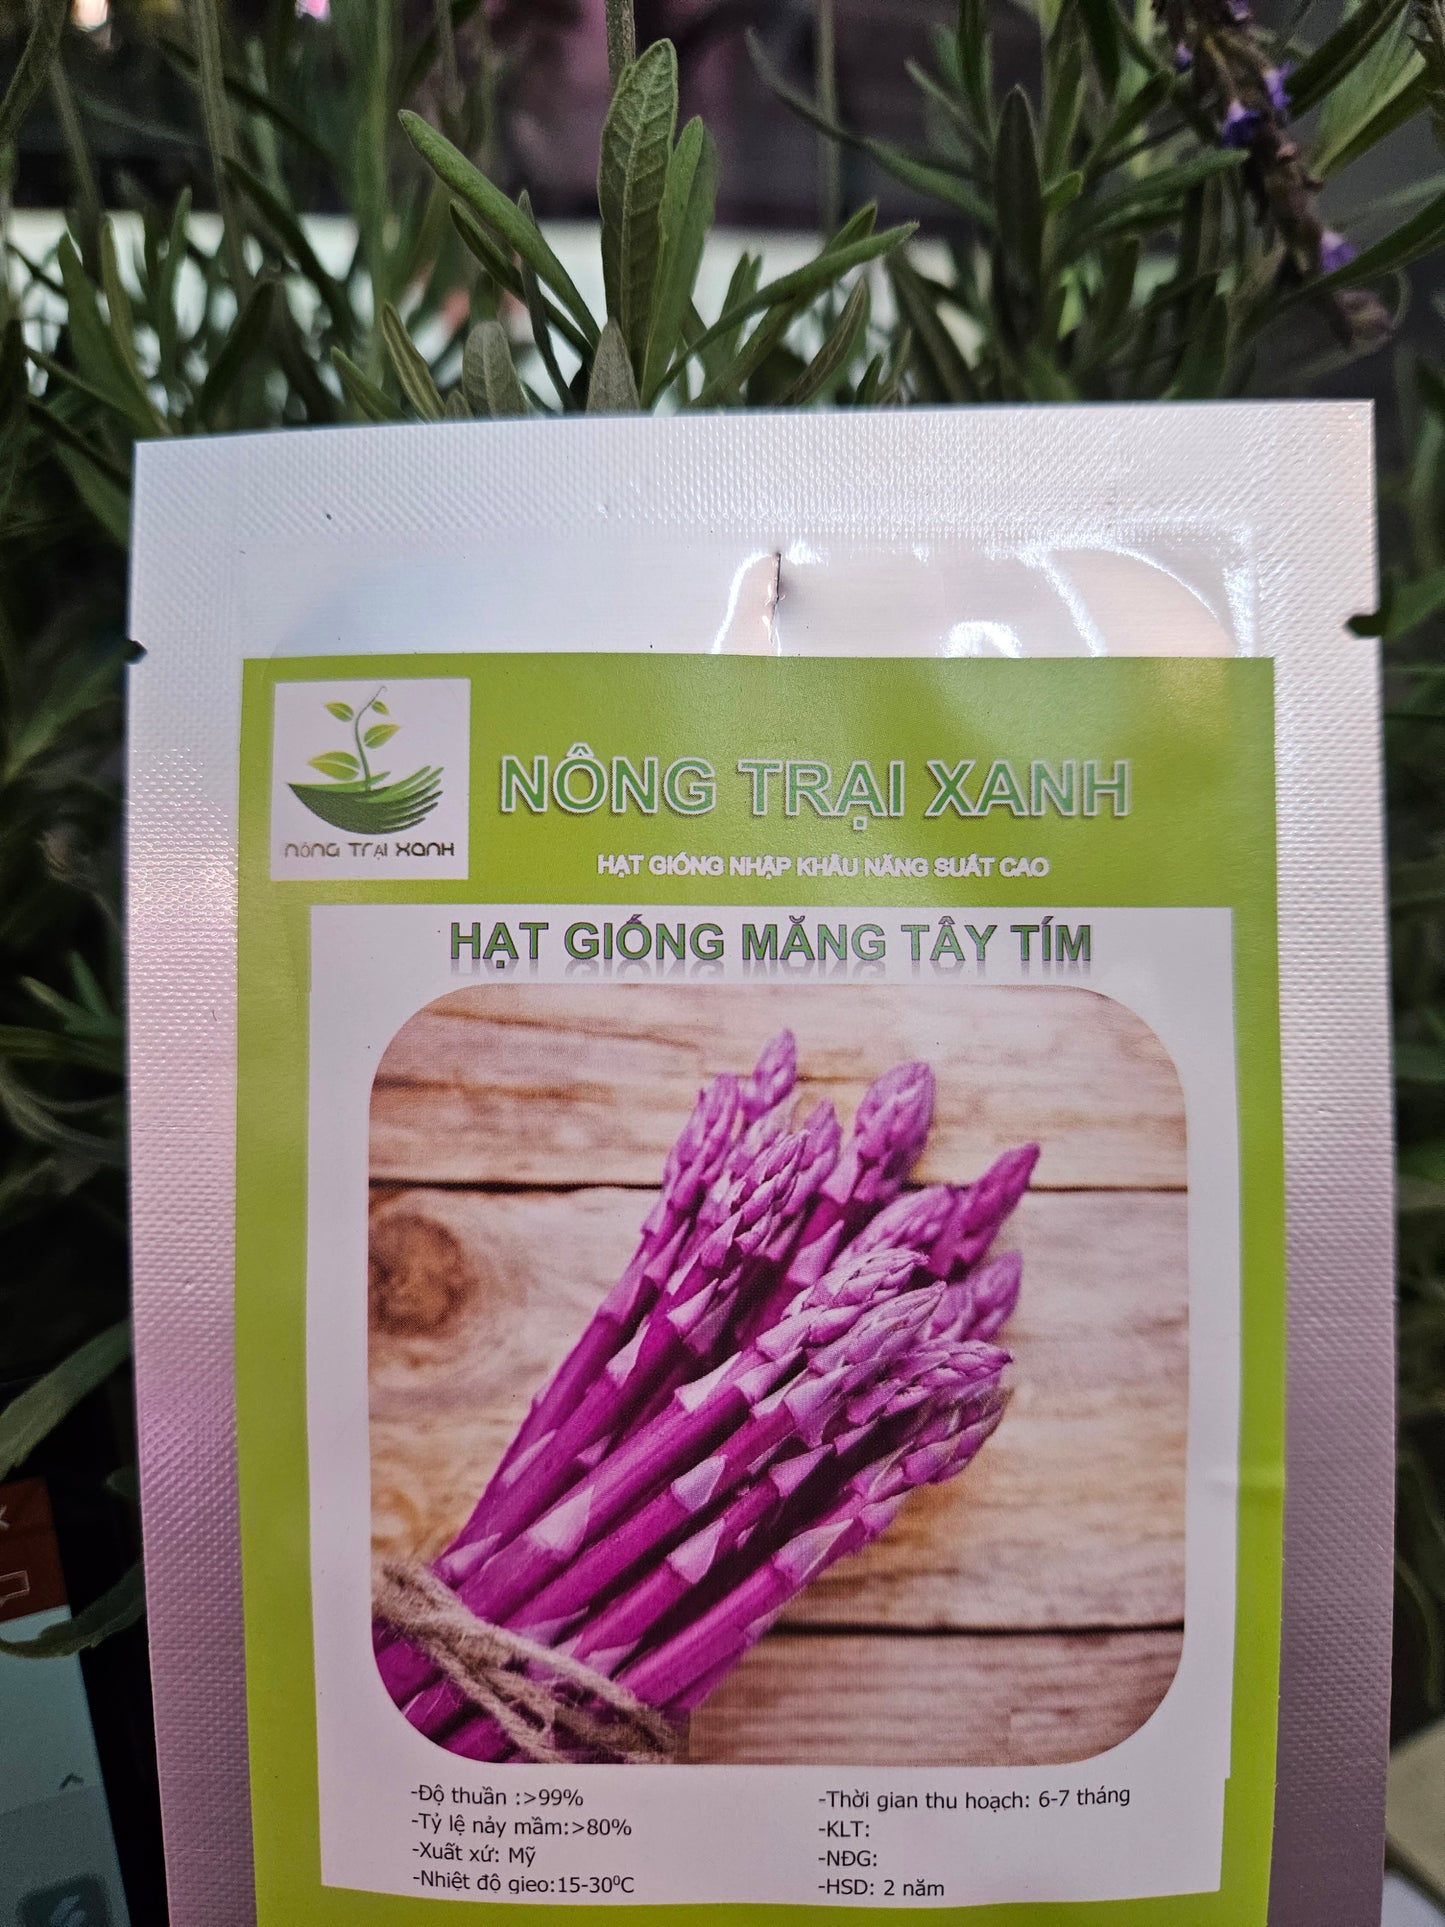 NÔNG TRẠI XANH
NÔNG TRẠI XANH
HẠT GIỐNG NHẬP KHẨU NĂNG SUẤT CAO
HẠT GIỐNG MĂNG TÂY TÍM
-Độ thuần :>99%
-Tỷ lệ nảy mầm:>80%
-Xuất xứ: Mỹ
-Nhiệt độ gieo:15-30⁰C
-Thời gian thu hoạch: 6-7 tháng
-KLT:
-NĐG:
-HSD: 2 năm